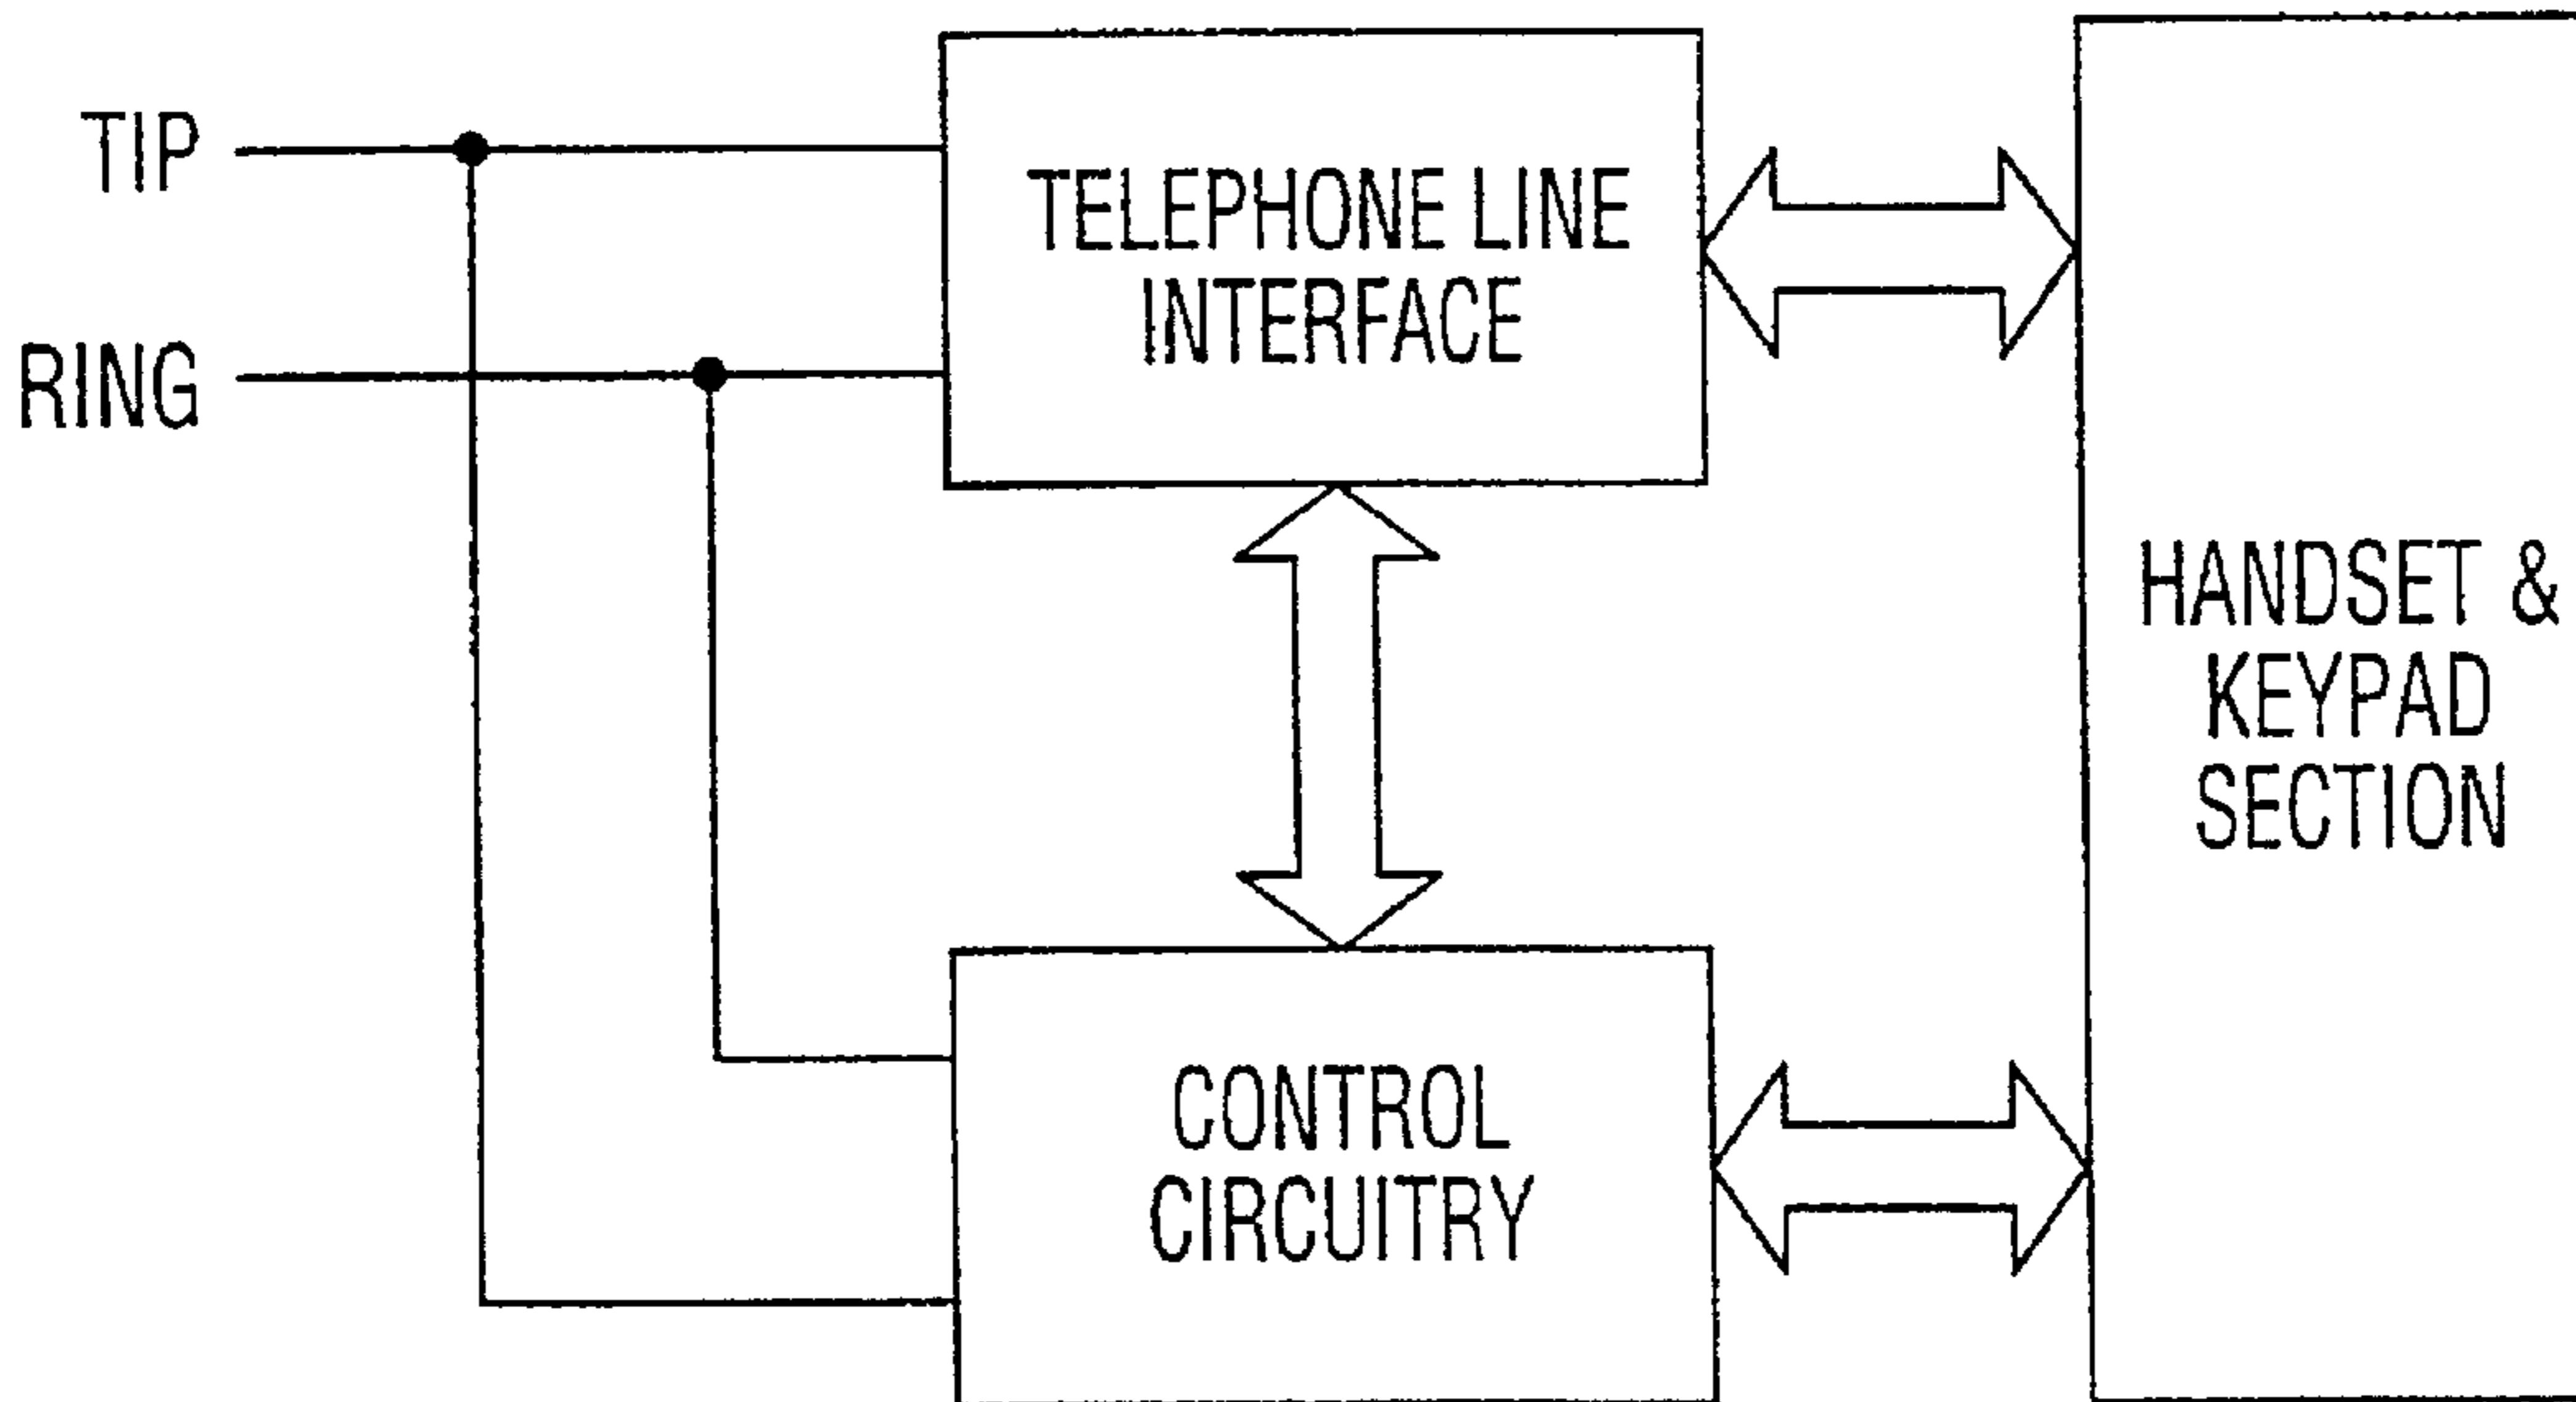 TIP
RING
TELEPHONE LINE
INTERFACE
HANDSET &
KEYPAD
SECTION
CONTROL
CIRCUITRY